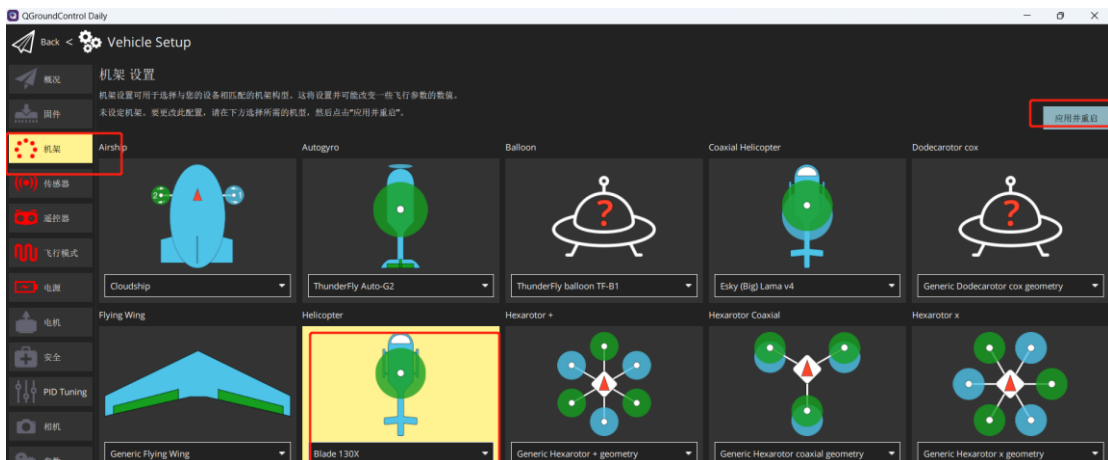 QGroundControl Daily
Back < Vehicle Setup
概况
固件
机架
传感器
遥控器
飞行模式
电源
电机
安全
PID Tuning
相机
机架 设置
机架设置可用于选择与您的设备相匹配的机架构型。这将设置并可能改变一些飞行参数的数值。
未设定机架。要更改此配置，请在下方选择所需的机型，然后点击“应用并重启”。
应用并重启
Airship
Autogyro
Balloon
Coaxial Helicopter
Dodecarotor cox
2
1
?
?
Cloudship
ThunderFly Auto-G2
ThunderFly balloon TF-B1
Esky (Big) Lama v4
Generic Dodecarotor cox geometry
Flying Wing
Helicopter
Hexarotor +
Hexarotor Coaxial
Hexarotor x
Generic Flying Wing
Blade 130X
Generic Hexarotor + geometry
Generic Hexarotor coaxial geometry
Generic Hexarotor x geometry